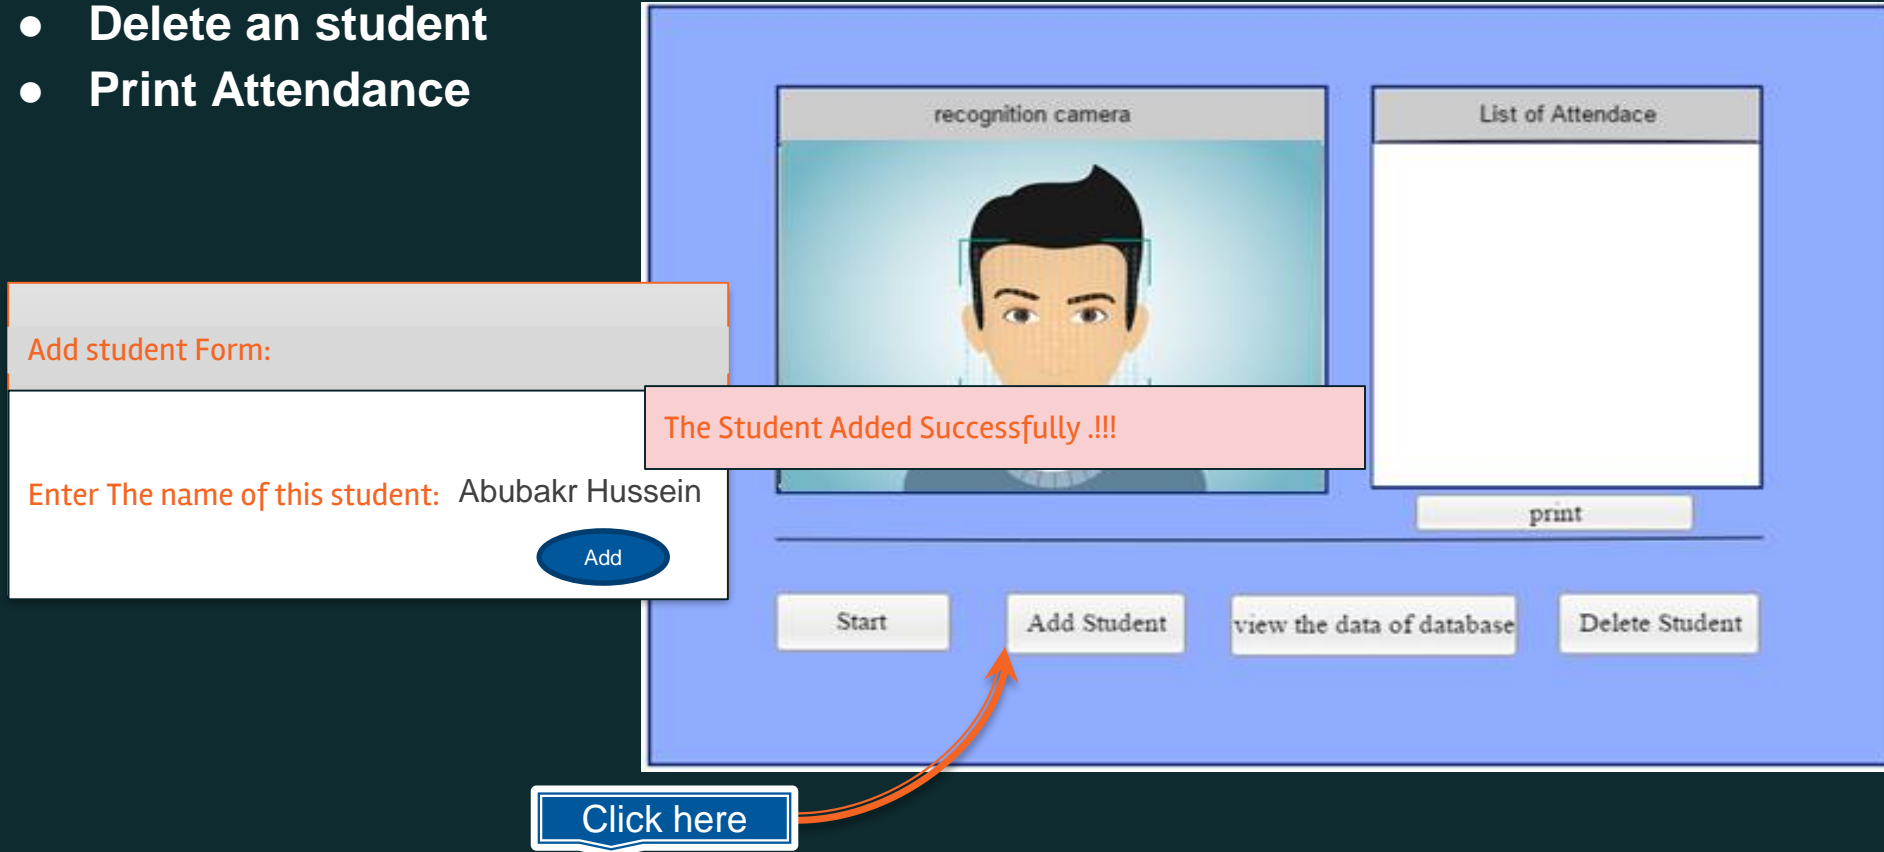 ● Delete an student
● Print Attendance
recognition camera
List of Attendace
Add student Form:
The Student Added Successfully .!!!
Enter The name of this student: Abubakr Hussein
Add
print
Start
Add Student
view the data of database
Delete Student
Click here